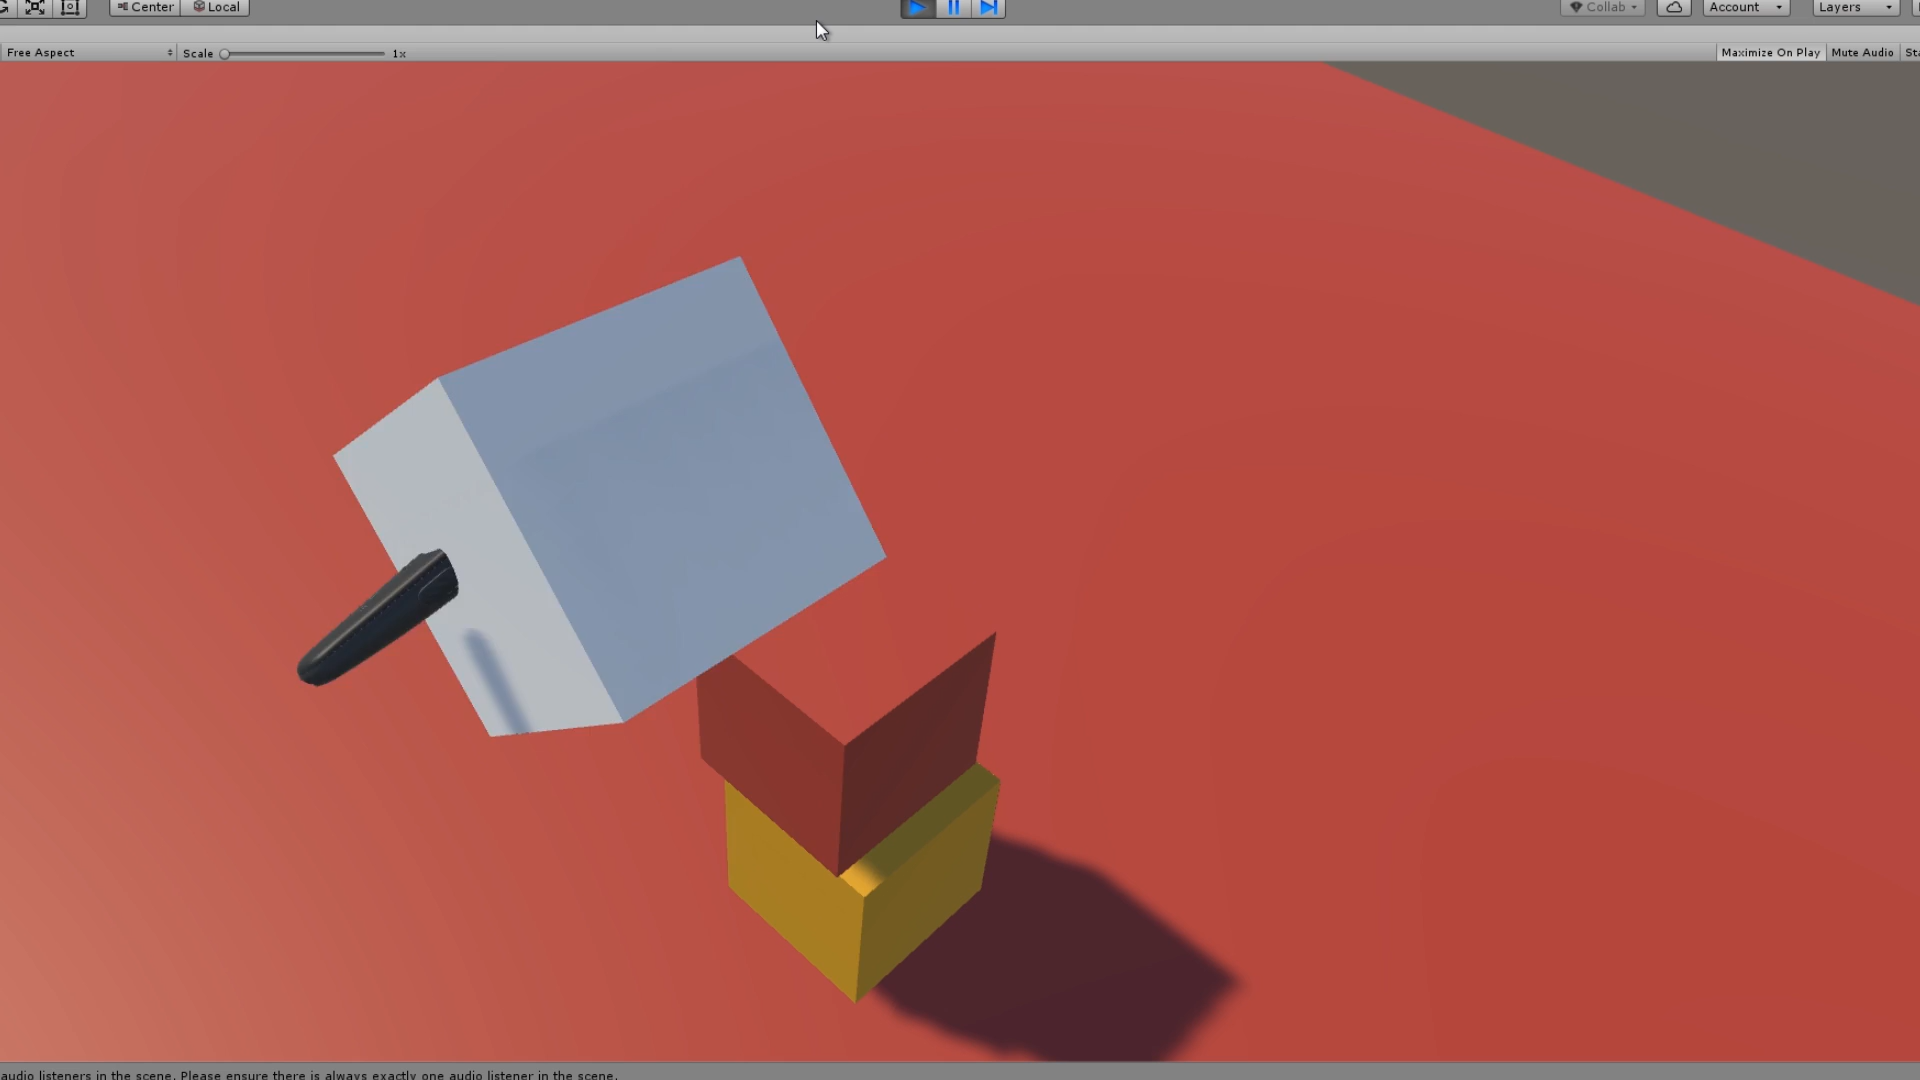 Center Local Collab Account Layers
Free Aspect Scale 1x Maximize On Play Mute Audio
audio listeners in the scene. Please ensure there is always exactly one audio listener in the scene.